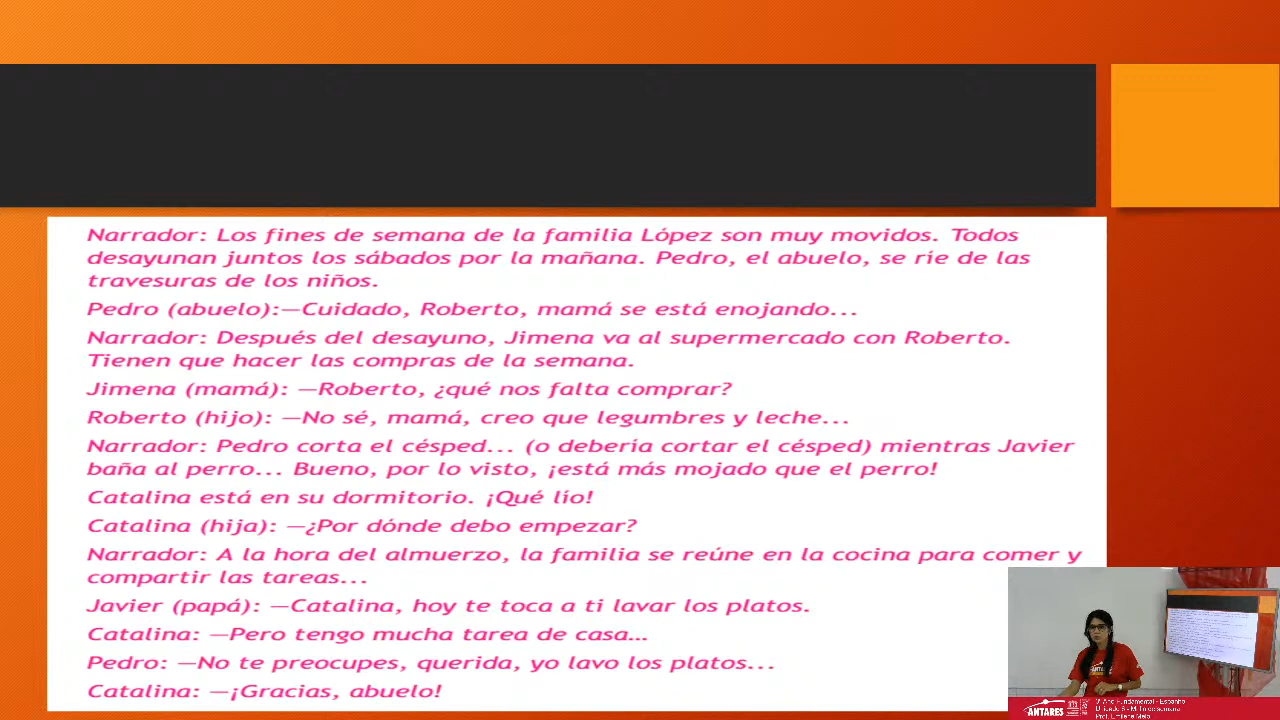 Narrador: Los fines de semana de la familia López son muy movidos. Todos
desayunan juntos los sábados por la mañana. Pedro, el abuelo, se ríe de las
travesuras de los niños.
Pedro (abuelo):—Cuidado, Roberto, mamá se está enojando...
Narrador: Después del desayuno, Jimena va al supermercado con Roberto.
Tienen que hacer las compras de la semana.
Jimena (mamá): —Roberto, ¿qué nos falta comprar?
Roberto (hijo): —No sé, mamá, creo que legumbres y leche...
Narrador: Pedro corta el césped... (o debería cortar el césped) mientras Javier
baña al perro... Bueno, por lo visto, ¡está más mojado que el perro!
Catalina está en su dormitorio. ¡Qué lío!
Catalina (hija): —¿Por dónde debo empezar?
Narrador: A la hora del almuerzo, la familia se reúne en la cocina para comer y
compartir las tareas...
Javier (papá): —Catalina, hoy te toca a ti lavar los platos.
Catalina: —Pero tengo mucha tarea de casa...
Pedro: —No te preocupes, querida, yo lavo los platos...
Catalina: —¡Gracias, abuelo!
ANTARES
Ano Fundamental - Espanho
Prof. Emilene Melo